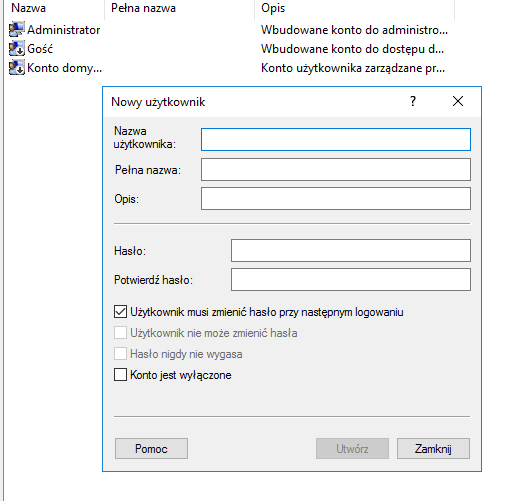 Nazwa Pełna nazwa Opis
Administrator Wbudowane konto do administro...
Gość Wbudowane konto do dostępu d...
Konto domy... Konto użytkownika zarządzane pr...
Nowy użytkownik ?
Nazwa
użytkownika:
Pełna nazwa:
Opis:
Hasło:
Potwierdź hasło:
Użytkownik musi zmienić hasło przy następnym logowaniu
Użytkownik nie może zmienić hasła
Hasło nigdy nie wygasa
Konto jest wyłączone
Pomoc Utwórz Zamknij